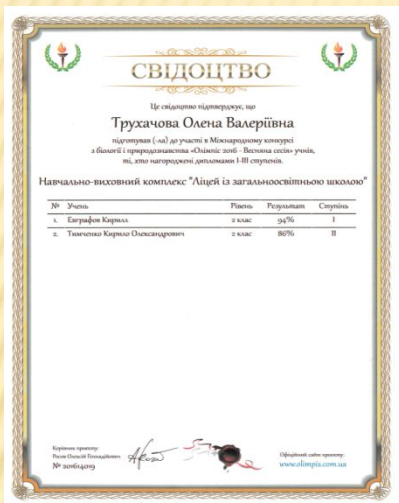 СВІДОЦТВО
Це свідоцтво підтверджує, що
Трухачова Олена Валеріївна
підготував (-ла) до участі в Міжнародному конкурсі
з біології і природознавства «Олімпіс 2016 - Весняна сесія» учнів,
ті, хто нагороджені дипломами I-III ступенів.
Навчально-виховний комплекс "Ліцей із загальноосвітньою школою"
№ Учень Рівень Результат Ступінь
1. Евграфов Кирилл 2 клас 94% I
2. Тимченко Кирило Олександрович 2 клас 86% II
Керівник проекту:
Олексій Геннадійович
№ 201614019
Офіційний сайт проекту:
www.olimpis.com.ua